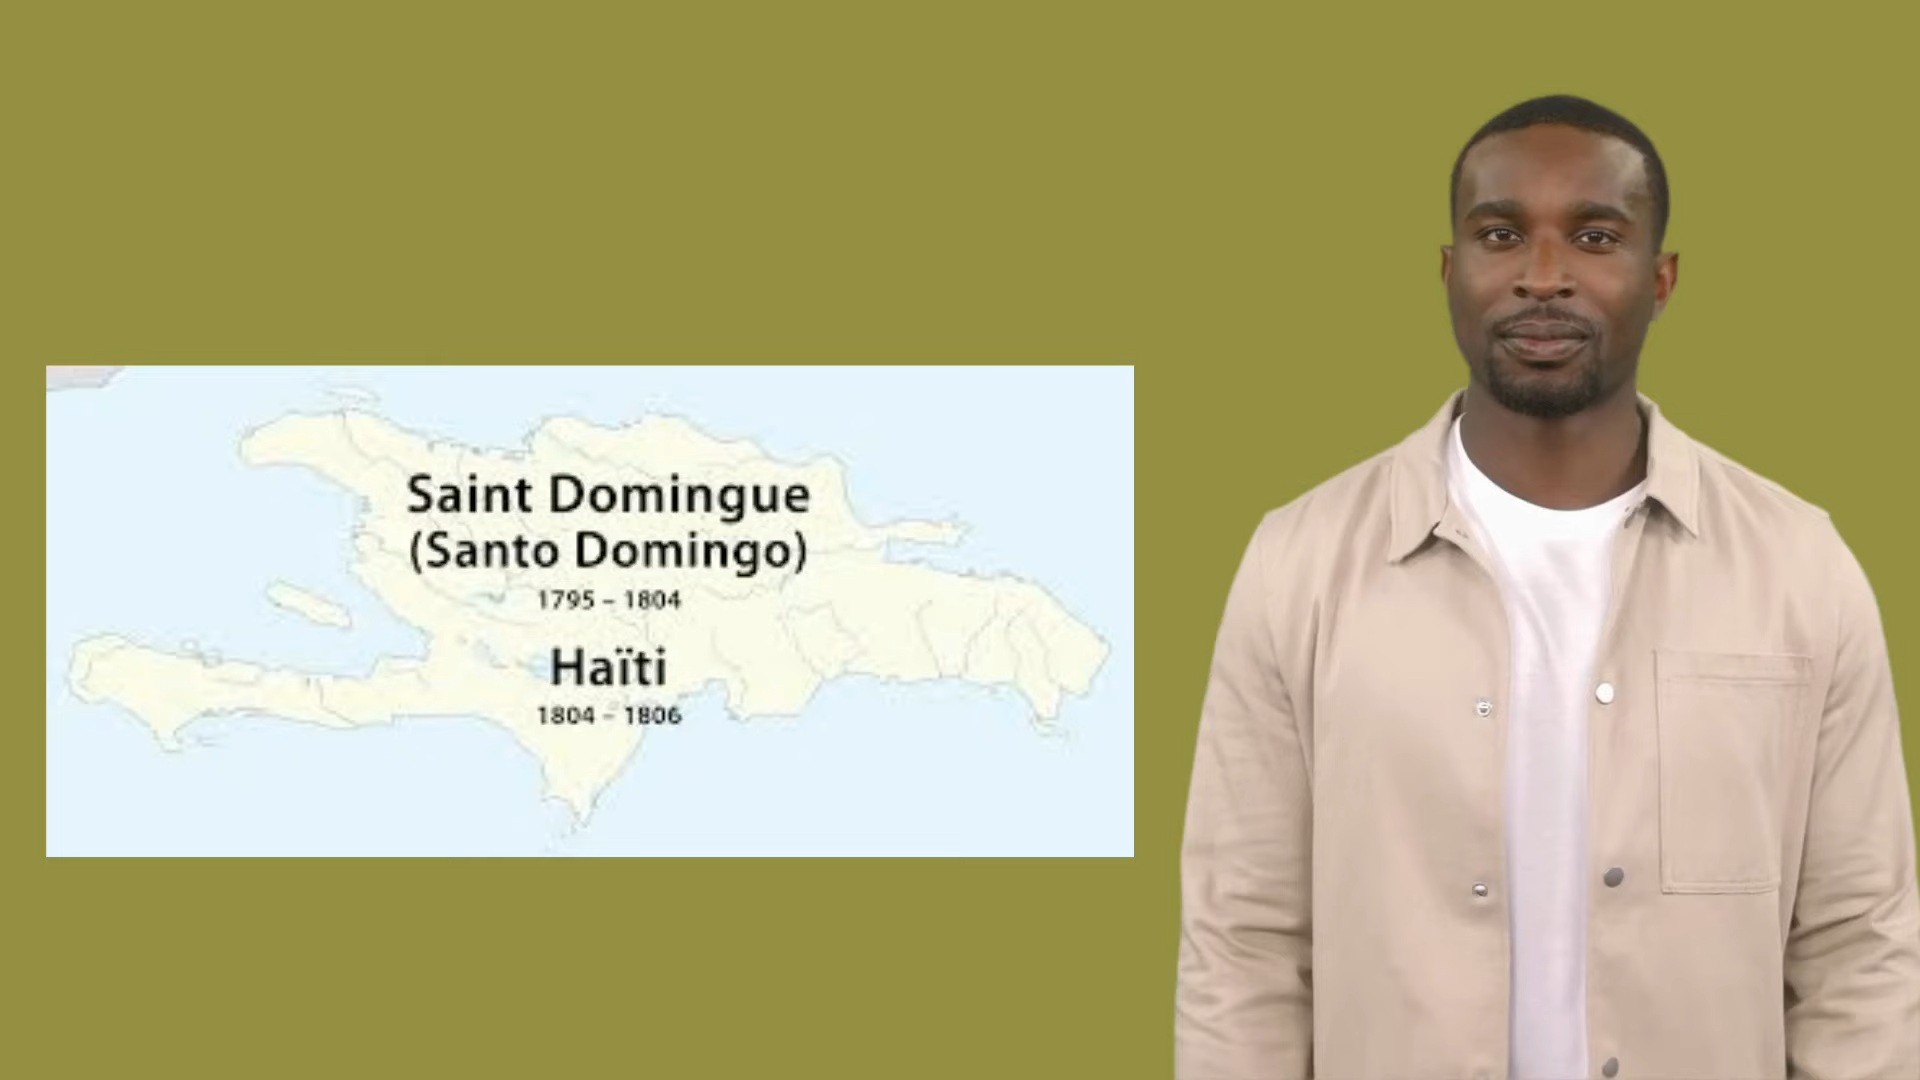 Saint Domingue
(Santo Domingo)
1795 – 1804
Haïti
1804 – 1806